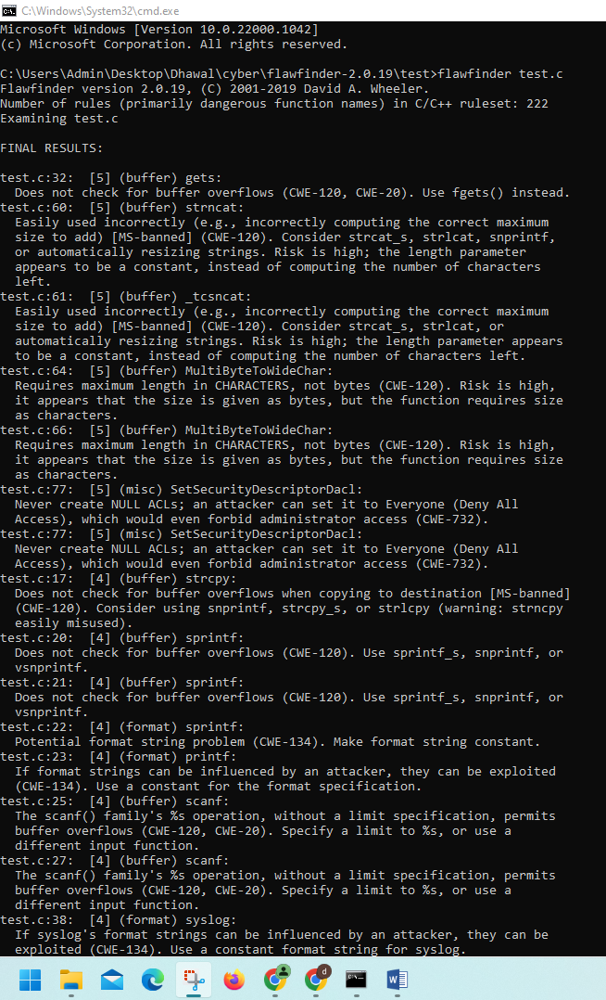 C:\Windows\System32\cmd.exe
Microsoft Windows [Version 10.0.22000.1042]
(c) Microsoft Corporation. All rights reserved.
C:\Users\Admin\Desktop\Dhawal\cyber\flawfinder-2.0.19\test>flawfinder test.c
Flawfinder version 2.0.19, (C) 2001-2019 David A. Wheeler.
Number of rules (primarily dangerous function names) in C/C++ ruleset: 222
Examining test.c
FINAL RESULTS:
test.c:32:  [5] (buffer) gets:
  Does not check for buffer overflows (CWE-120, CWE-20). Use fgets() instead.
test.c:60:  [5] (buffer) strncat:
  Easily used incorrectly (e.g., incorrectly computing the correct maximum
  size to add) [MS-banned] (CWE-120). Consider strcat_s, strlcat, snprintf,
  or automatically resizing strings. Risk is high; the length parameter
  appears to be a constant, instead of computing the number of characters
  left.
test.c:61:  [5] (buffer) _tcsncat:
  Easily used incorrectly (e.g., incorrectly computing the correct maximum
  size to add) [MS-banned] (CWE-120). Consider strcat_s, strlcat, or
  automatically resizing strings. Risk is high; the length parameter appears
  to be a constant, instead of computing the number of characters left.
test.c:64:  [5] (buffer) MultiByteToWideChar:
  Requires maximum length in CHARACTERS, not bytes (CWE-120). Risk is high,
  it appears that the size is given as bytes, but the function requires size
  as characters.
test.c:66:  [5] (buffer) MultiByteToWideChar:
  Requires maximum length in CHARACTERS, not bytes (CWE-120). Risk is high,
  it appears that the size is given as bytes, but the function requires size
  as characters.
test.c:77:  [5] (misc) SetSecurityDescriptorDacl:
  Never create NULL ACLs; an attacker can set it to Everyone (Deny All
  Access), which would even forbid administrator access (CWE-732).
test.c:77:  [5] (misc) SetSecurityDescriptorDacl:
  Never create NULL ACLs; an attacker can set it to Everyone (Deny All
  Access), which would even forbid administrator access (CWE-732).
test.c:17:  [4] (buffer) strcpy:
  Does not check for buffer overflows when copying to destination [MS-banned]
  (CWE-120). Consider using snprintf, strcpy_s, or strlcpy (warning: strncpy
  easily misused).
test.c:20:  [4] (buffer) sprintf:
  Does not check for buffer overflows (CWE-120). Use sprintf_s, snprintf, or
  vsnprintf.
test.c:21:  [4] (buffer) sprintf:
  Does not check for buffer overflows (CWE-120). Use sprintf_s, snprintf, or
  vsnprintf.
test.c:22:  [4] (format) sprintf:
  Potential format string problem (CWE-134). Make format string constant.
test.c:23:  [4] (format) printf:
  If format strings can be influenced by an attacker, they can be exploited
  (CWE-134). Use a constant for the format specification.
test.c:25:  [4] (buffer) scanf:
  The scanf() family's %s operation, without a limit specification, permits
  buffer overflows (CWE-120, CWE-20). Specify a limit to %s, or use a
  different input function.
test.c:27:  [4] (buffer) scanf:
  The scanf() family's %s operation, without a limit specification, permits
  buffer overflows (CWE-120, CWE-20). Specify a limit to %s, or use a
  different input function.
test.c:38:  [4] (format) syslog:
  If syslog's format strings can be influenced by an attacker, they can be
  exploited (CWE-134). Use a constant format string for syslog.